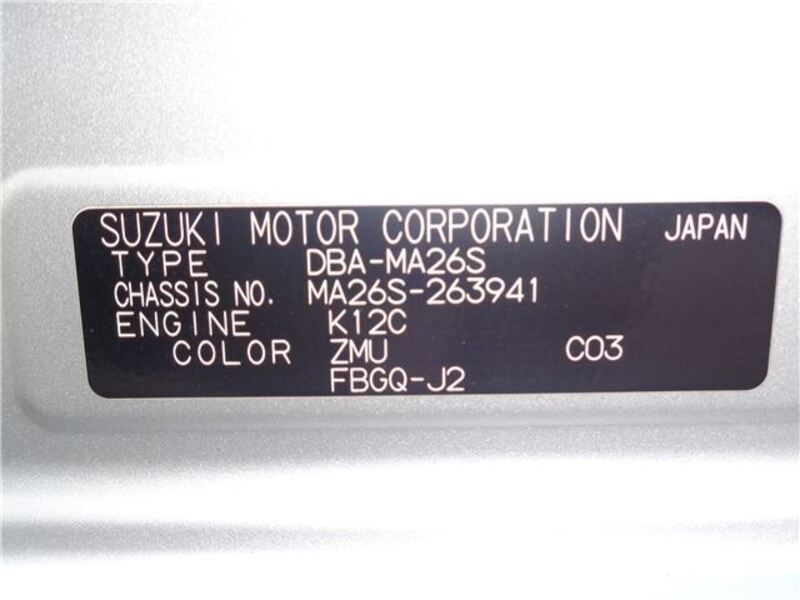 SUZUKI MOTOR CORPORATION JAPAN
TYPE DBA-MA26S
CHASSIS NO. MA26S-263941
ENGINE K12C
COLOR ZMU C03
FBGQ-J2